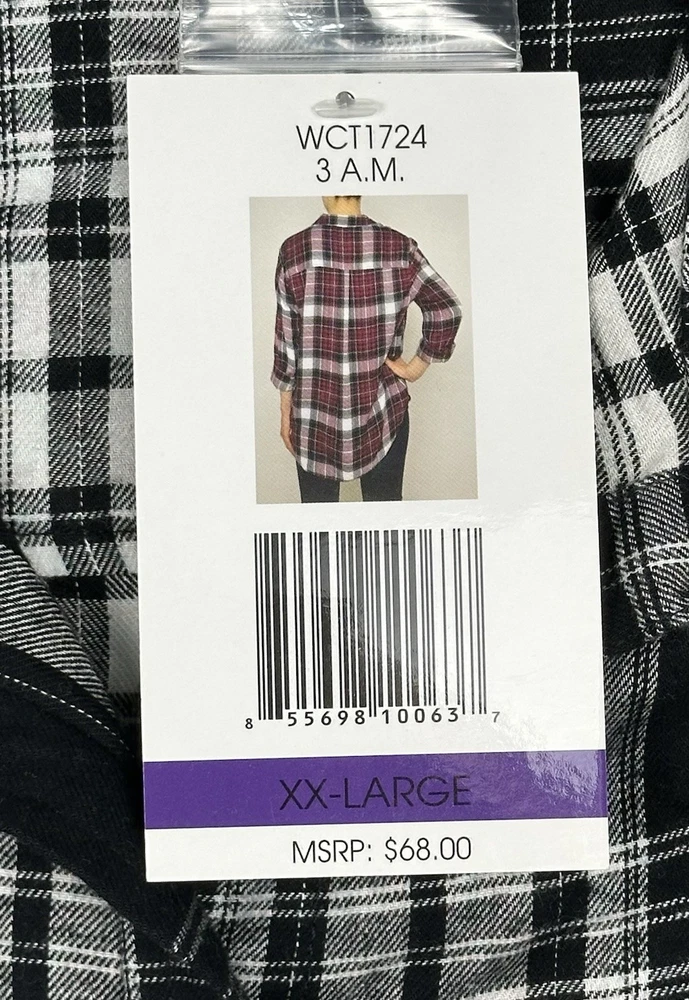 WCT1724
3 A.M.
8 55698 10063 7
XX-LARGE
MSRP: $68.00